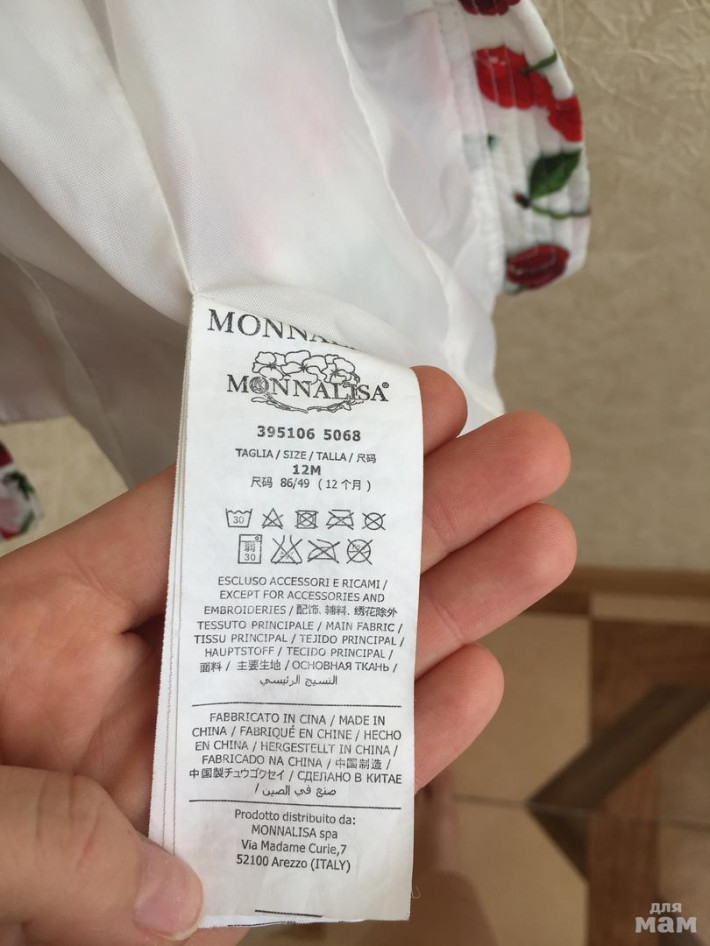 MONNALISA
MONNALISA®
395106 5068
TAGLIA / SIZE / TALLA / 尺码
12M
尺码 86/49 ( 12 个月 )
30
弱
30
ESCLUSO ACCESSORI E RICAMI /
EXCEPT FOR ACCESSORIES AND
EMBROIDERIES / 配饰、辅料、绣花除外
TESSUTO PRINCIPALE / MAIN FABRIC /
TISSU PRINCIPAL / TEJIDO PRINCIPAL /
HAUPTSTOFF / TECIDO PRINCIPAL /
面料 / 主要生地 / ОСНОВНАЯ ТКАНЬ /
النسيج الرئيسي
FABBRICATO IN CINA / MADE IN
CHINA / FABRIQUÉ EN CHINE / HECHO
EN CHINA / HERGESTELLT IN CHINA /
FABRICADO NA CHINA / 中国制造 /
中国製チュウゴクセイ / СДЕЛАНО В КИТАЕ
/ صنع في الصين
Prodotto distribuito da:
MONNALISA spa
Via Madame Curie,7
52100 Arezzo (ITALY)
для
мам